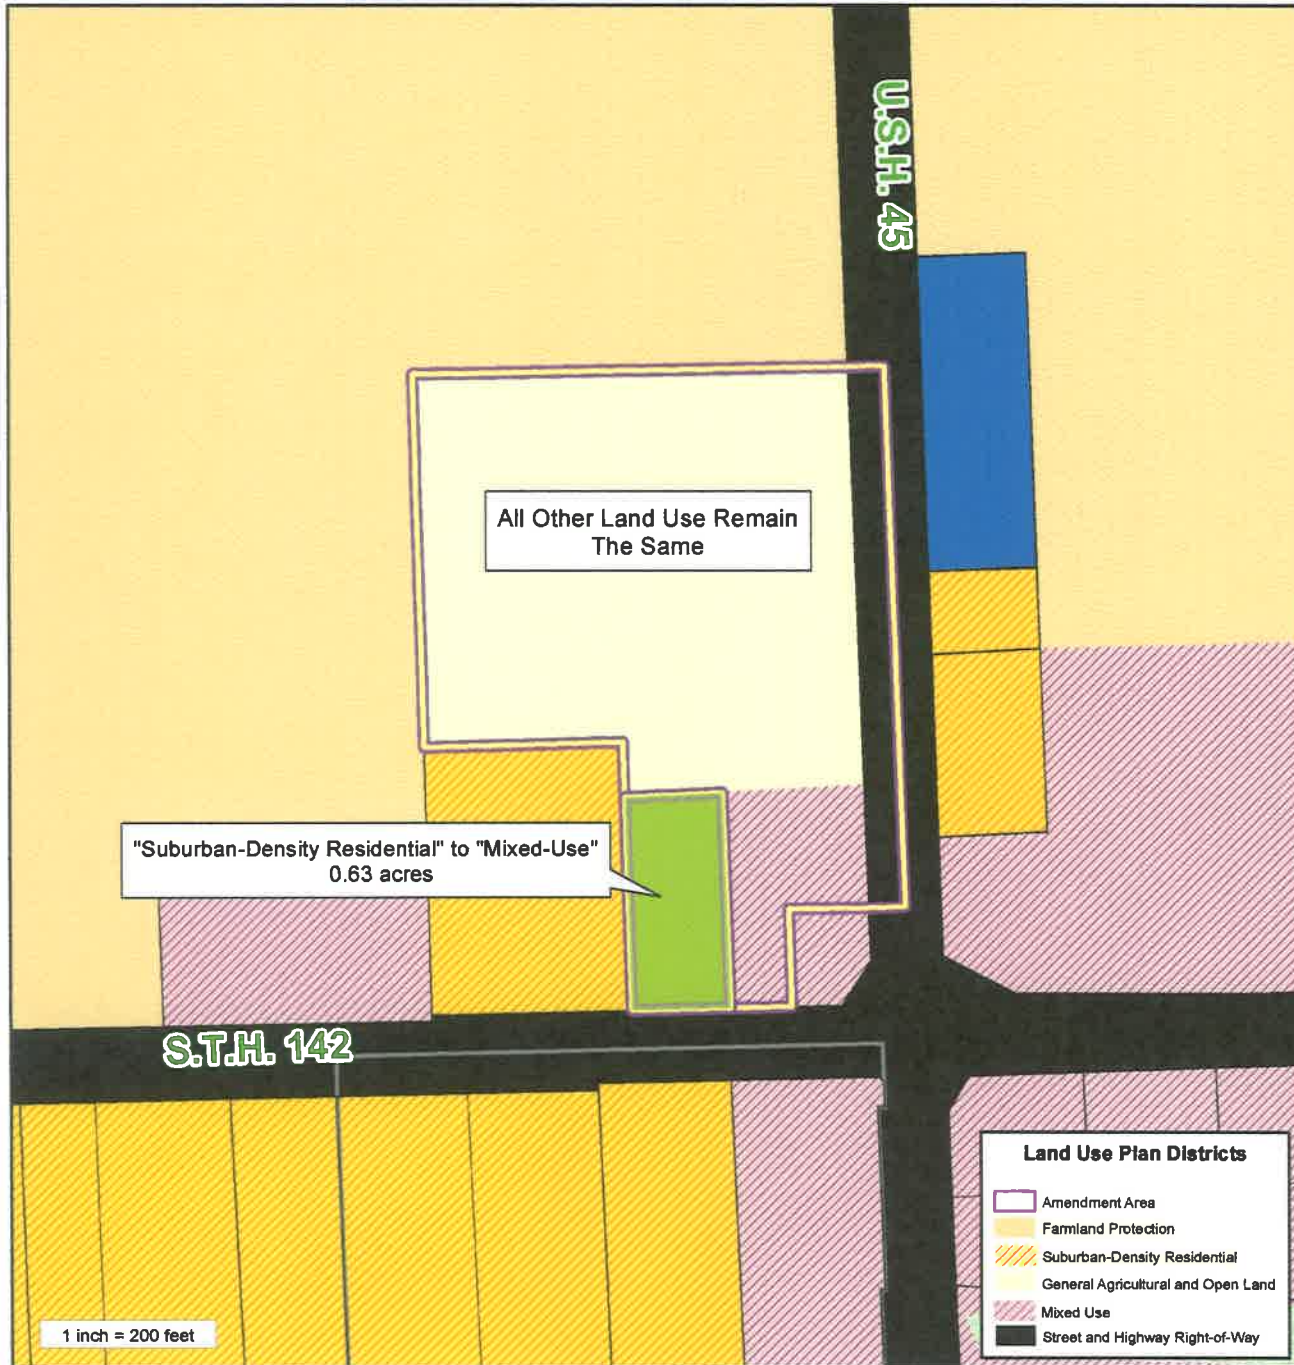 U.S.H. 45
All Other Land Use Remain
The Same
"Suburban-Density Residential" to "Mixed-Use"
0.63 acres
S.T.H. 142
Land Use Plan Districts
Amendment Area
Farmland Protection
Suburban-Density Residential
General Agricultural and Open Land
Mixed Use
Street and Highway Right-of-Way
1 inch = 200 feet